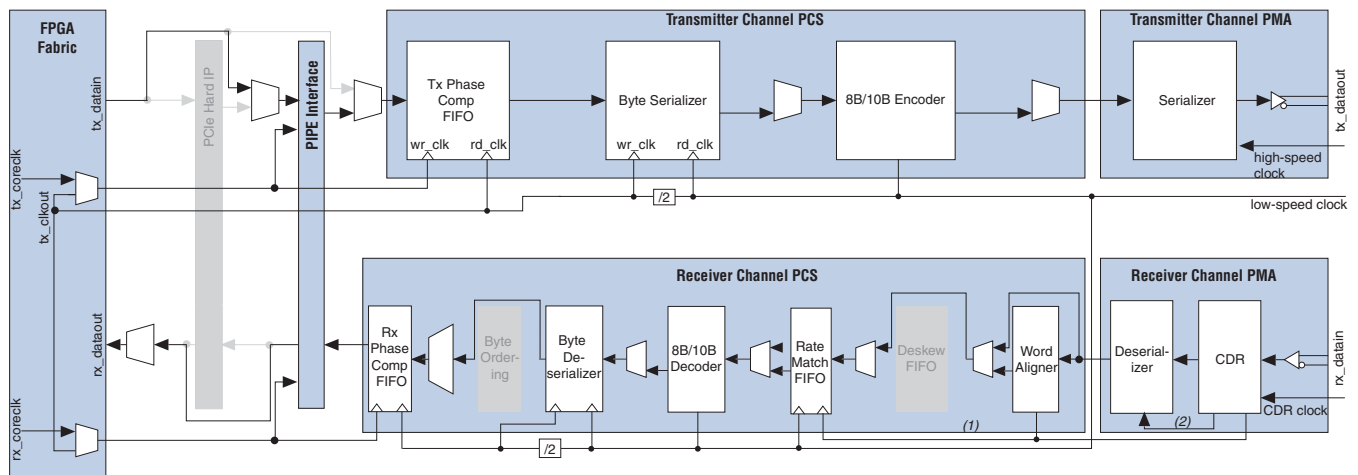 FPGA
Fabric
Transmitter Channel PCS
Transmitter Channel PMA
tx_datain
PCIe Hard IP
PIPE Interface
Tx Phase
Comp
FIFO
wr_clk
rd_clk
Byte Serializer
wr_clk
rd_clk
8B/10B Encoder
Serializer
tx_dataout
high-speed
clock
tx_coreclk
tx_clkout
/2
low-speed clock
Receiver Channel PCS
Receiver Channel PMA
rx_dataout
Rx
Phase
Comp
FIFO
Byte
Order-
ing
Byte
De-
serializer
8B/10B
Decoder
Rate
Match
FIFO
Deskew
FIFO
Word
Aligner
Deserial-
izer
CDR
rx_datain
CDR clock
rx_coreclk
/2
(1)
(2)